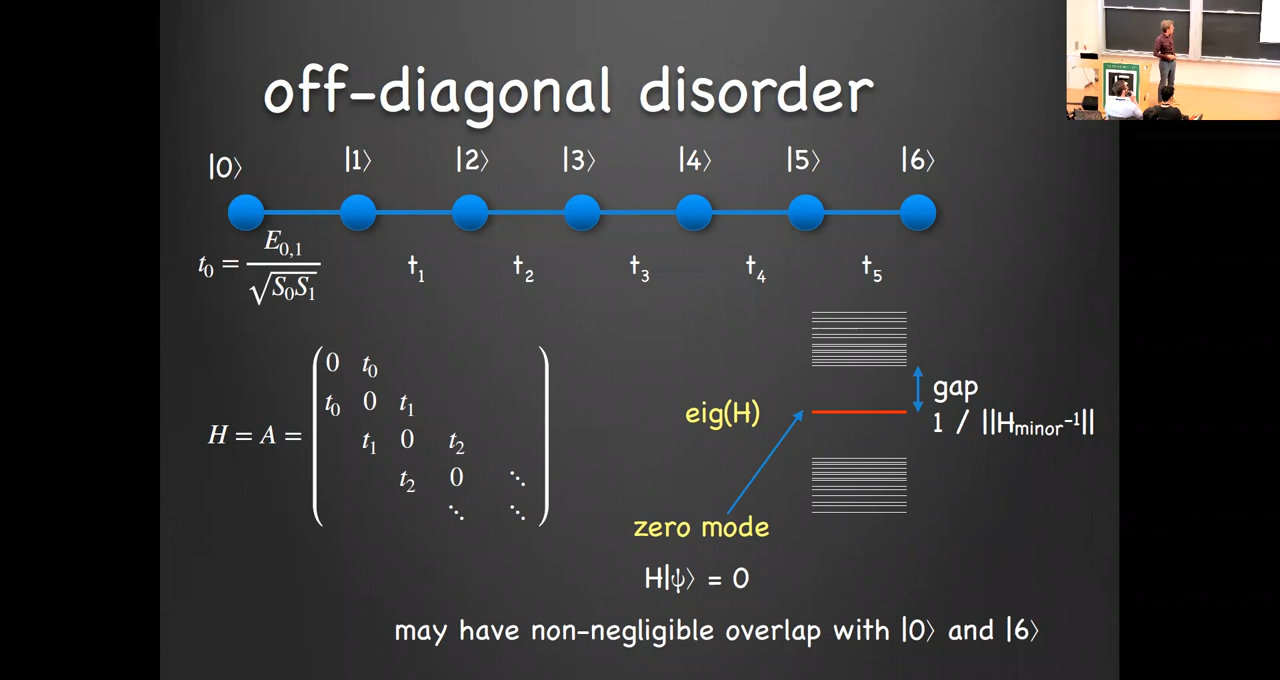 off-diagonal disorder
|0⟩ |1⟩ |2⟩ |3⟩ |4⟩ |5⟩ |6⟩
t₀ = E₀,₁ / √S₀S₁ t₁ t₂ t₃ t₄ t₅
H = A =
0 t₀
t₀ 0 t₁
t₁ 0 t₂
t₂ 0 ⋱
⋱ ⋱
eig(H)
gap
1 / ||Hminor⁻¹||
zero mode
H|ψ⟩ = 0
may have non-negligible overlap with |0⟩ and |6⟩